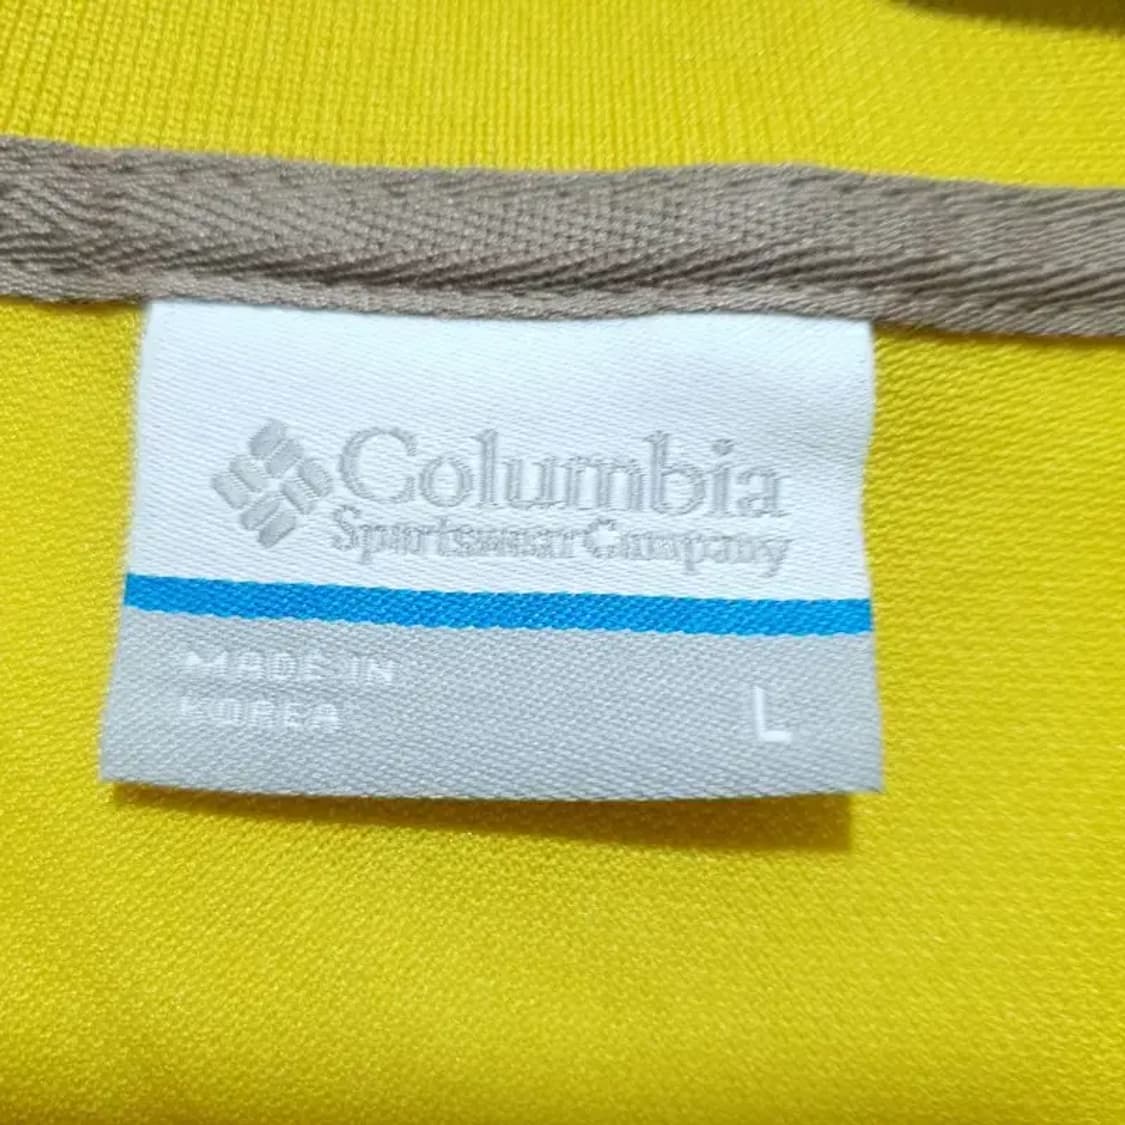 Columbia
Sportswear Company
MADE IN
KOREA
L